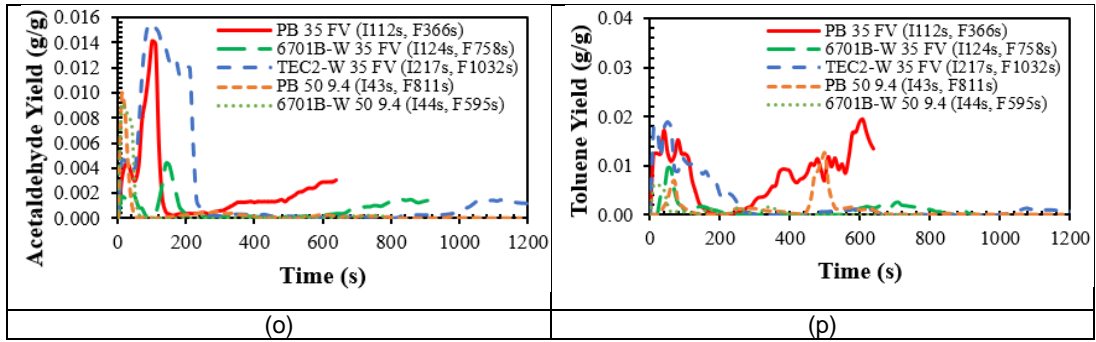 Acetaldehyde Yield (g/g)
0.016
0.014
0.012
0.010
0.008
0.006
0.004
0.002
0.000
PB 35 FV (I112s, F366s)
6701B-W 35 FV (I124s, F758s)
TEC2-W 35 FV (I217s, F1032s)
PB 50 9.4 (I43s, F811s)
6701B-W 50 9.4 (I44s, F595s)
0 200 400 600 800 1000 1200
Time (s)
(o)
Toluene Yield (g/g)
0.04
0.03
0.02
0.01
0.00
PB 35 FV (I112s, F366s)
6701B-W 35 FV (I124s, F758s)
TEC2-W 35 FV (I217s, F1032s)
PB 50 9.4 (I43s, F811s)
6701B-W 50 9.4 (I44s, F595s)
0 200 400 600 800 1000 1200
Time (s)
(p)